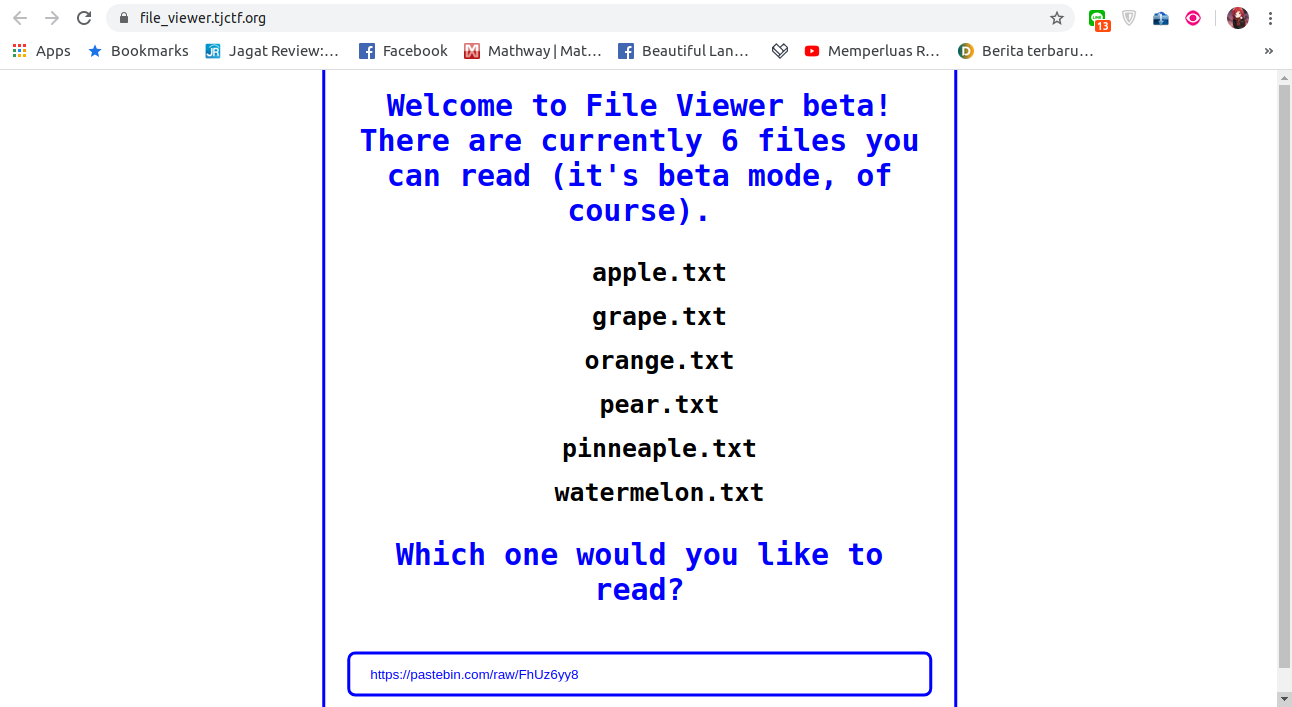 file_viewer.tjctf.org
13
Apps Bookmarks Jagat Review:... Facebook Mathway | Mat... Beautiful Lan... Memperluas R... Berita terbaru... »
Welcome to File Viewer beta!
There are currently 6 files you
can read (it's beta mode, of
course).
apple.txt
grape.txt
orange.txt
pear.txt
pinneaple.txt
watermelon.txt
Which one would you like to
read?
https://pastebin.com/raw/FhUz6yy8